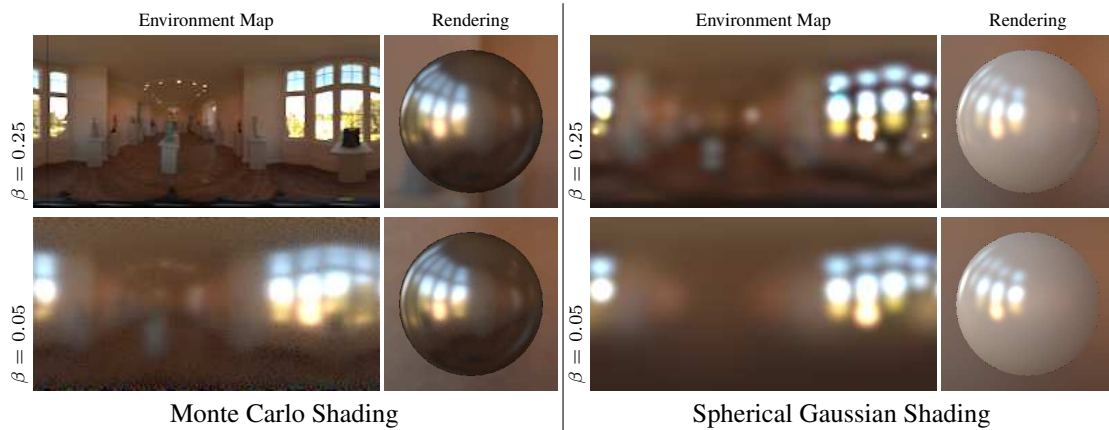 Environment Map Rendering Environment Map Rendering
β = 0.25 β = 0.25
β = 0.05 β = 0.05
Monte Carlo Shading Spherical Gaussian Shading